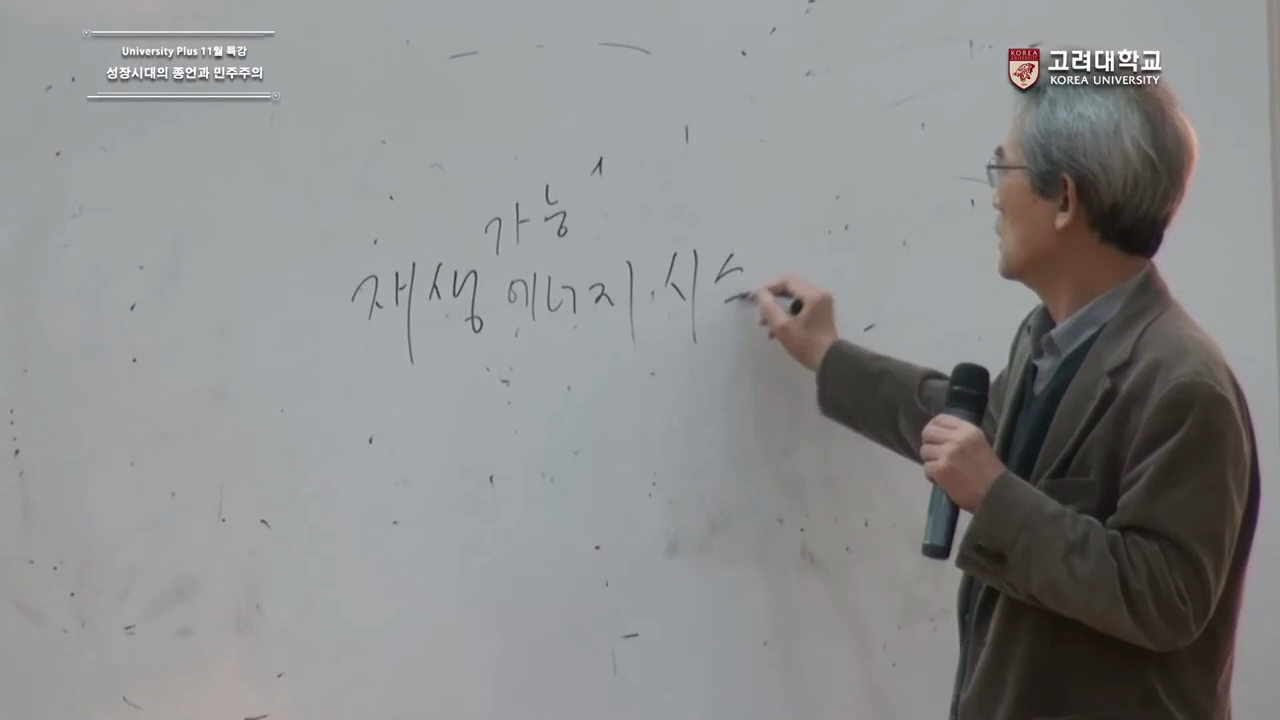 University Plus 11월 특강
성장시대의 종언과 민주주의
KOREA
고려대학교
KOREA UNIVERSITY
가능
재생 에너지 시스